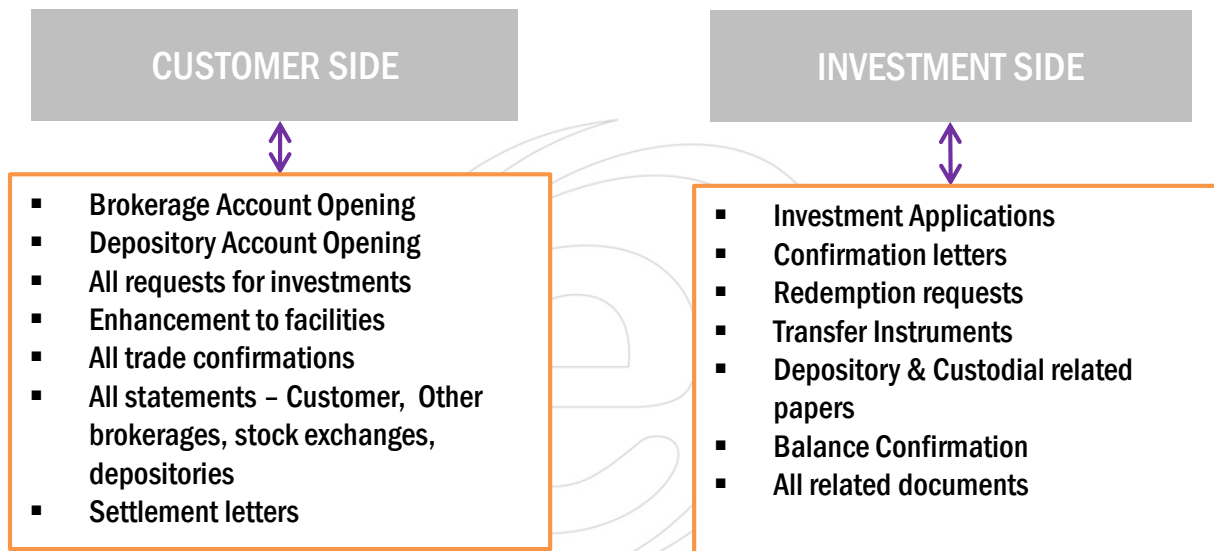 CUSTOMER SIDE
▪ Brokerage Account Opening
▪ Depository Account Opening
▪ All requests for investments
▪ Enhancement to facilities
▪ All trade confirmations
▪ All statements – Customer, Other
brokerages, stock exchanges,
depositories
▪ Settlement letters
INVESTMENT SIDE
▪ Investment Applications
▪ Confirmation letters
▪ Redemption requests
▪ Transfer Instruments
▪ Depository & Custodial related
papers
▪ Balance Confirmation
▪ All related documents